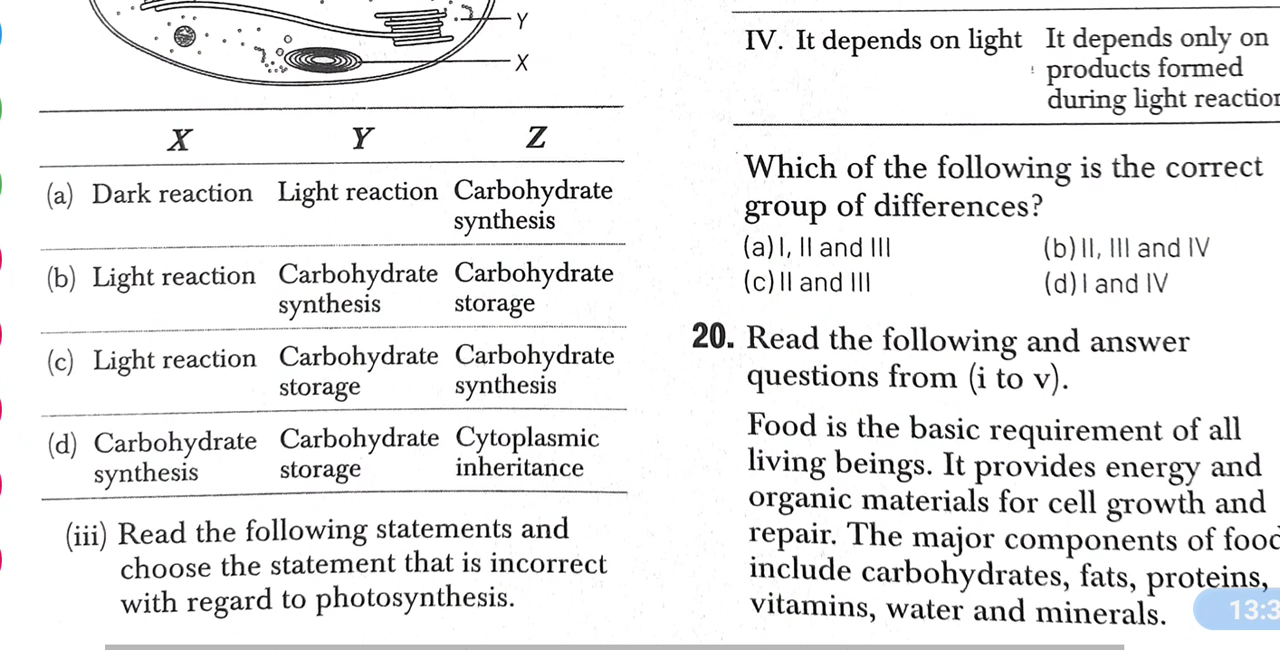 Y
X
X Y Z
(a) Dark reaction Light reaction Carbohydrate
synthesis
(b) Light reaction Carbohydrate Carbohydrate
synthesis storage
(c) Light reaction Carbohydrate Carbohydrate
storage synthesis
(d) Carbohydrate Carbohydrate Cytoplasmic
synthesis storage inheritance
(iii) Read the following statements and
choose the statement that is incorrect
with regard to photosynthesis.
IV. It depends on light It depends only on
products formed
during light reaction
Which of the following is the correct
group of differences?
(a) I, II and III (b) II, III and IV
(c) II and III (d) I and IV
20. Read the following and answer
questions from (i to v).
Food is the basic requirement of all
living beings. It provides energy and
organic materials for cell growth and
repair. The major components of food
include carbohydrates, fats, proteins,
vitamins, water and minerals.